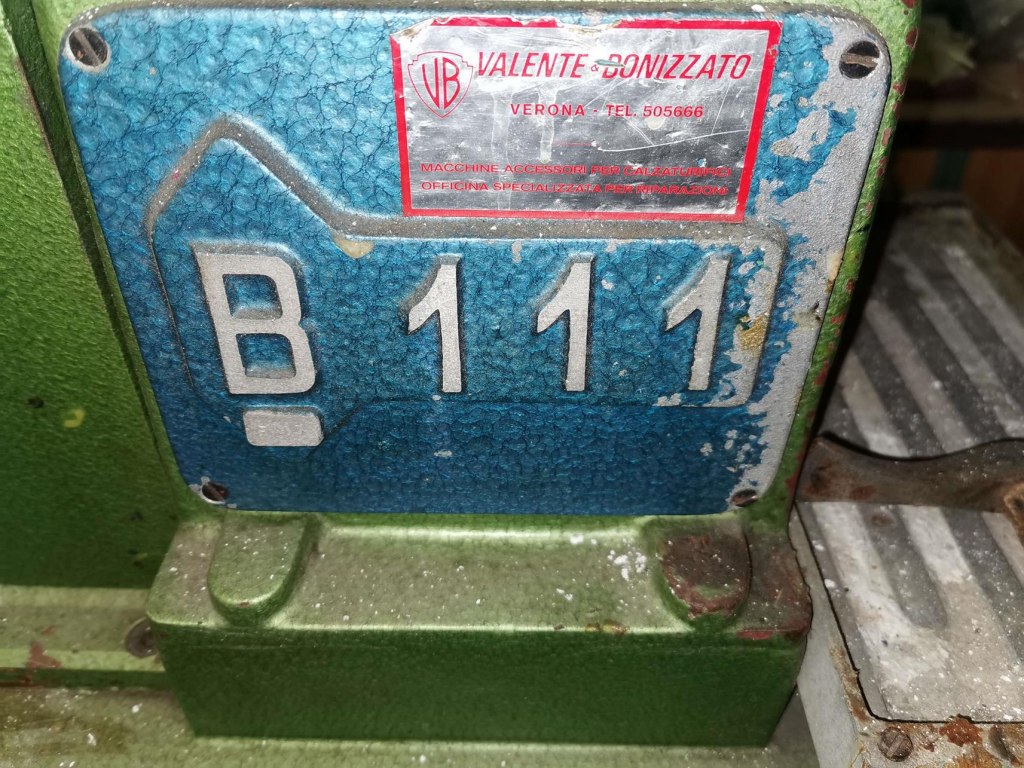 VB VALENTE & BONIZZATO
VERONA - TEL. 505666
MACCHINE ACCESSORI PER CALZATURIFICI
OFFICINA SPECIALIZZATA PER RIPARAZIONI
B 111